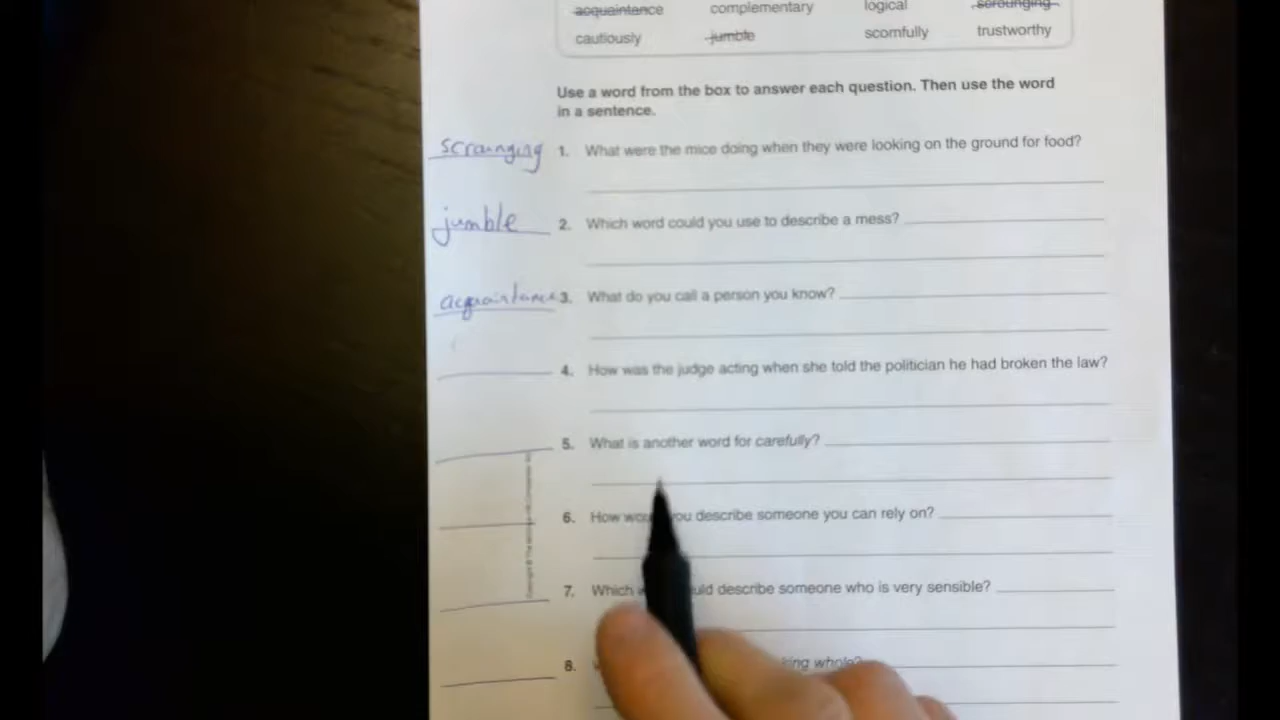 acquaintance complementary logical scrounging
cautiously jumble scornfully trustworthy
Use a word from the box to answer each question. Then use the word
in a sentence.
scraunging 1. What were the mice doing when they were looking on the ground for food?
jumble 2. Which word could you use to describe a mess?
acquaintance 3. What do you call a person you know?
4. How was the judge acting when she told the politician he had broken the law?
5. What is another word for carefully?
6. How would you describe someone you can rely on?
7. Which describe someone who is very sensible?
8. whole?